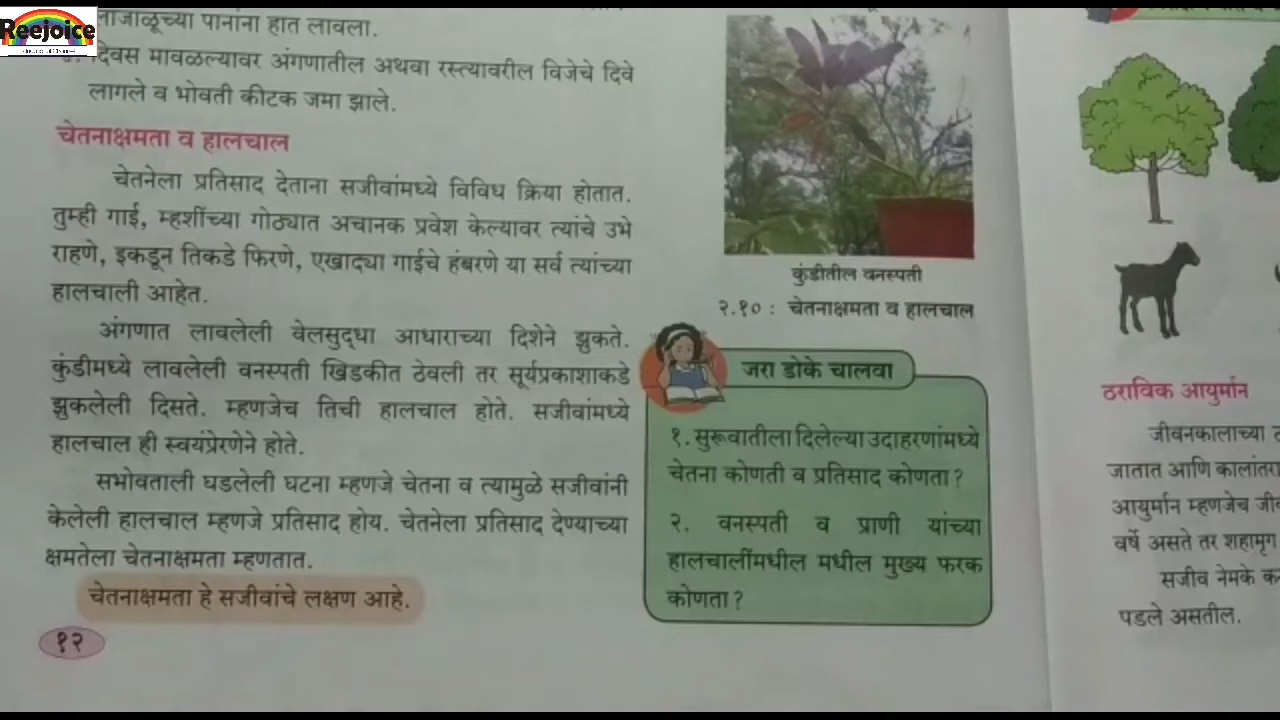 Reejoice
लाजाळूच्या पानांना हात लावला.
दिवस मावळल्यावर अंगणातील अथवा रस्त्यावरील विजेचे दिवे
लागले व भोवती कीटक जमा झाले.
चेतनाक्षमता व हालचाल
चेतनेला प्रतिसाद देताना सजीवांमध्ये विविध क्रिया होतात.
तुम्ही गाई, म्हशींच्या गोठ्यात अचानक प्रवेश केल्यावर त्यांचे उभे
राहणे, इकडून तिकडे फिरणे, एखाद्या गाईचे हंबरणे या सर्व त्यांच्या
हालचाली आहेत.
अंगणात लावलेली वेलसुद्धा आधाराच्या दिशेने झुकते.
कुंडीमध्ये लावलेली वनस्पती खिडकीत ठेवली तर सूर्यप्रकाशाकडे
झुकलेली दिसते. म्हणजेच तिची हालचाल होते. सजीवांमध्ये
हालचाल ही स्वयंप्रेरणेने होते.
सभोवताली घडलेली घटना म्हणजे चेतना व त्यामुळे सजीवांनी
केलेली हालचाल म्हणजे प्रतिसाद होय. चेतनेला प्रतिसाद देण्याच्या
क्षमतेला चेतनाक्षमता म्हणतात.
चेतनाक्षमता हे सजीवांचे लक्षण आहे.
१२
कुंडीतील वनस्पती
२.१० : चेतनाक्षमता व हालचाल
जरा डोके चालवा
१. सुरूवातीला दिलेल्या उदाहरणांमध्ये
चेतना कोणती व प्रतिसाद कोणता?
२. वनस्पती व प्राणी यांच्या
हालचालींमधील मधील मुख्य फरक
कोणता?
ठराविक आयुर्मान
जीवनकालाच्या
जातात आणि कालांतरा
आयुर्मान म्हणजेच जीव
वर्षे असते तर शहामृग
सजीव नेमके
पडले असतील.